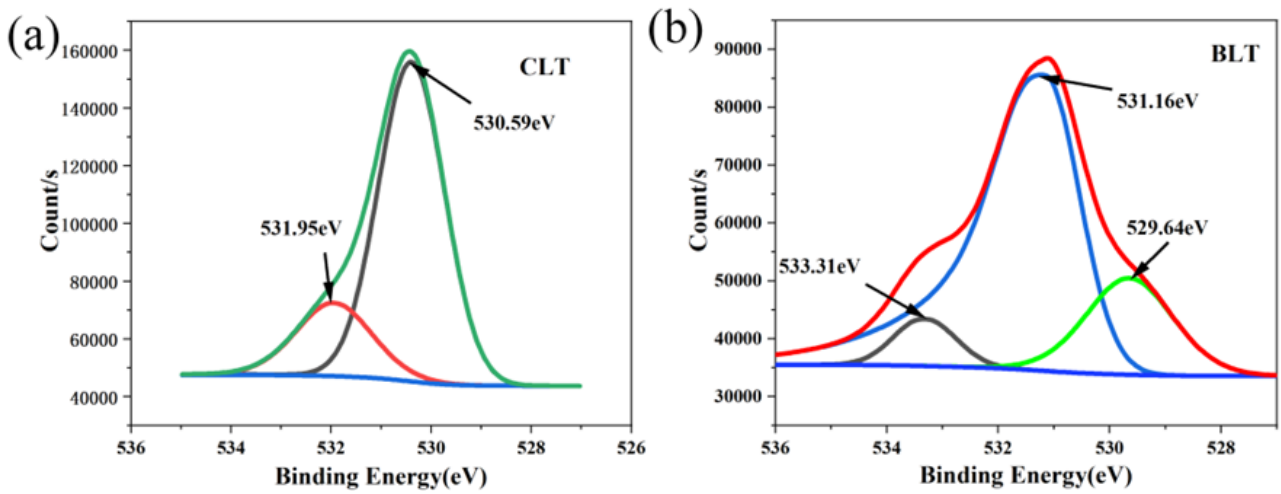 (a)
CLT
530.59eV
531.95eV
Count/s
160000
140000
120000
100000
80000
60000
40000
536
534
532
530
528
526
Binding Energy(eV)
(b)
BLT
531.16eV
529.64eV
533.31eV
Count/s
90000
80000
70000
60000
50000
40000
30000
536
534
532
530
528
Binding Energy(eV)